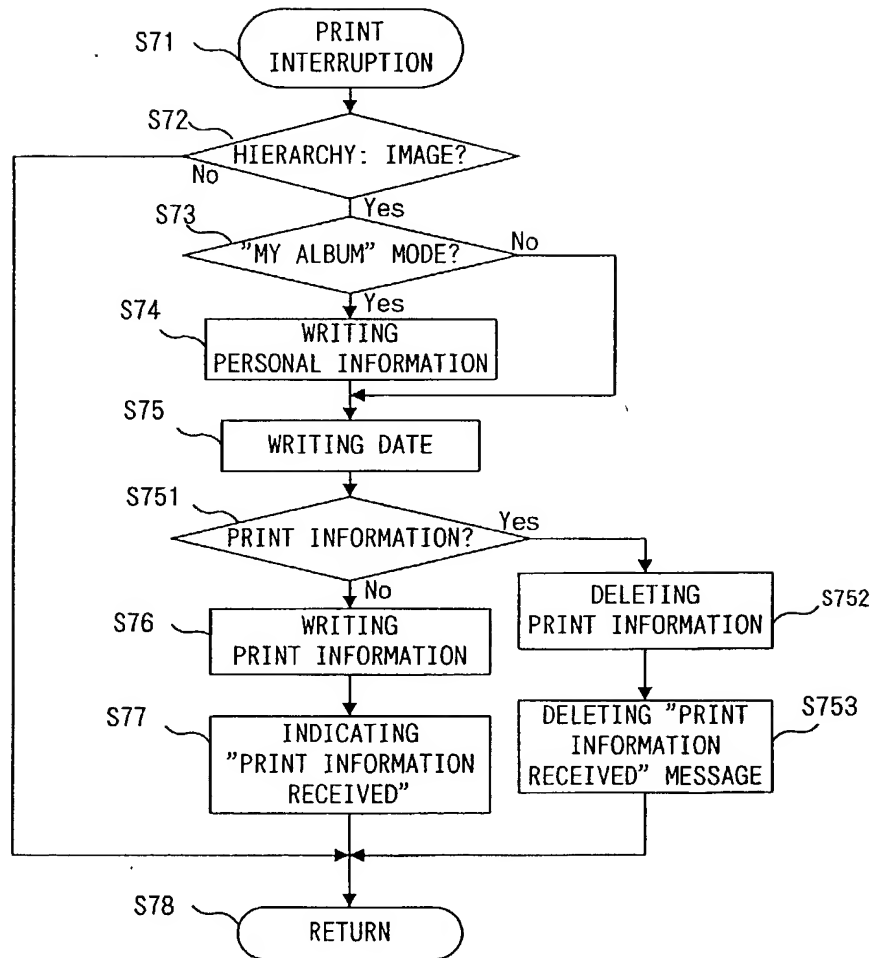 S71
PRINT
INTERRUPTION
S72
HIERARCHY: IMAGE?
No
Yes
S73
"MY ALBUM" MODE?
No
Yes
S74
WRITING
PERSONAL INFORMATION
S75
WRITING DATE
S751
PRINT INFORMATION?
Yes
No
S76
WRITING
PRINT INFORMATION
DELETING
PRINT INFORMATION
S752
S77
INDICATING
"PRINT INFORMATION
RECEIVED"
DELETING "PRINT
INFORMATION
RECEIVED" MESSAGE
S753
S78
RETURN